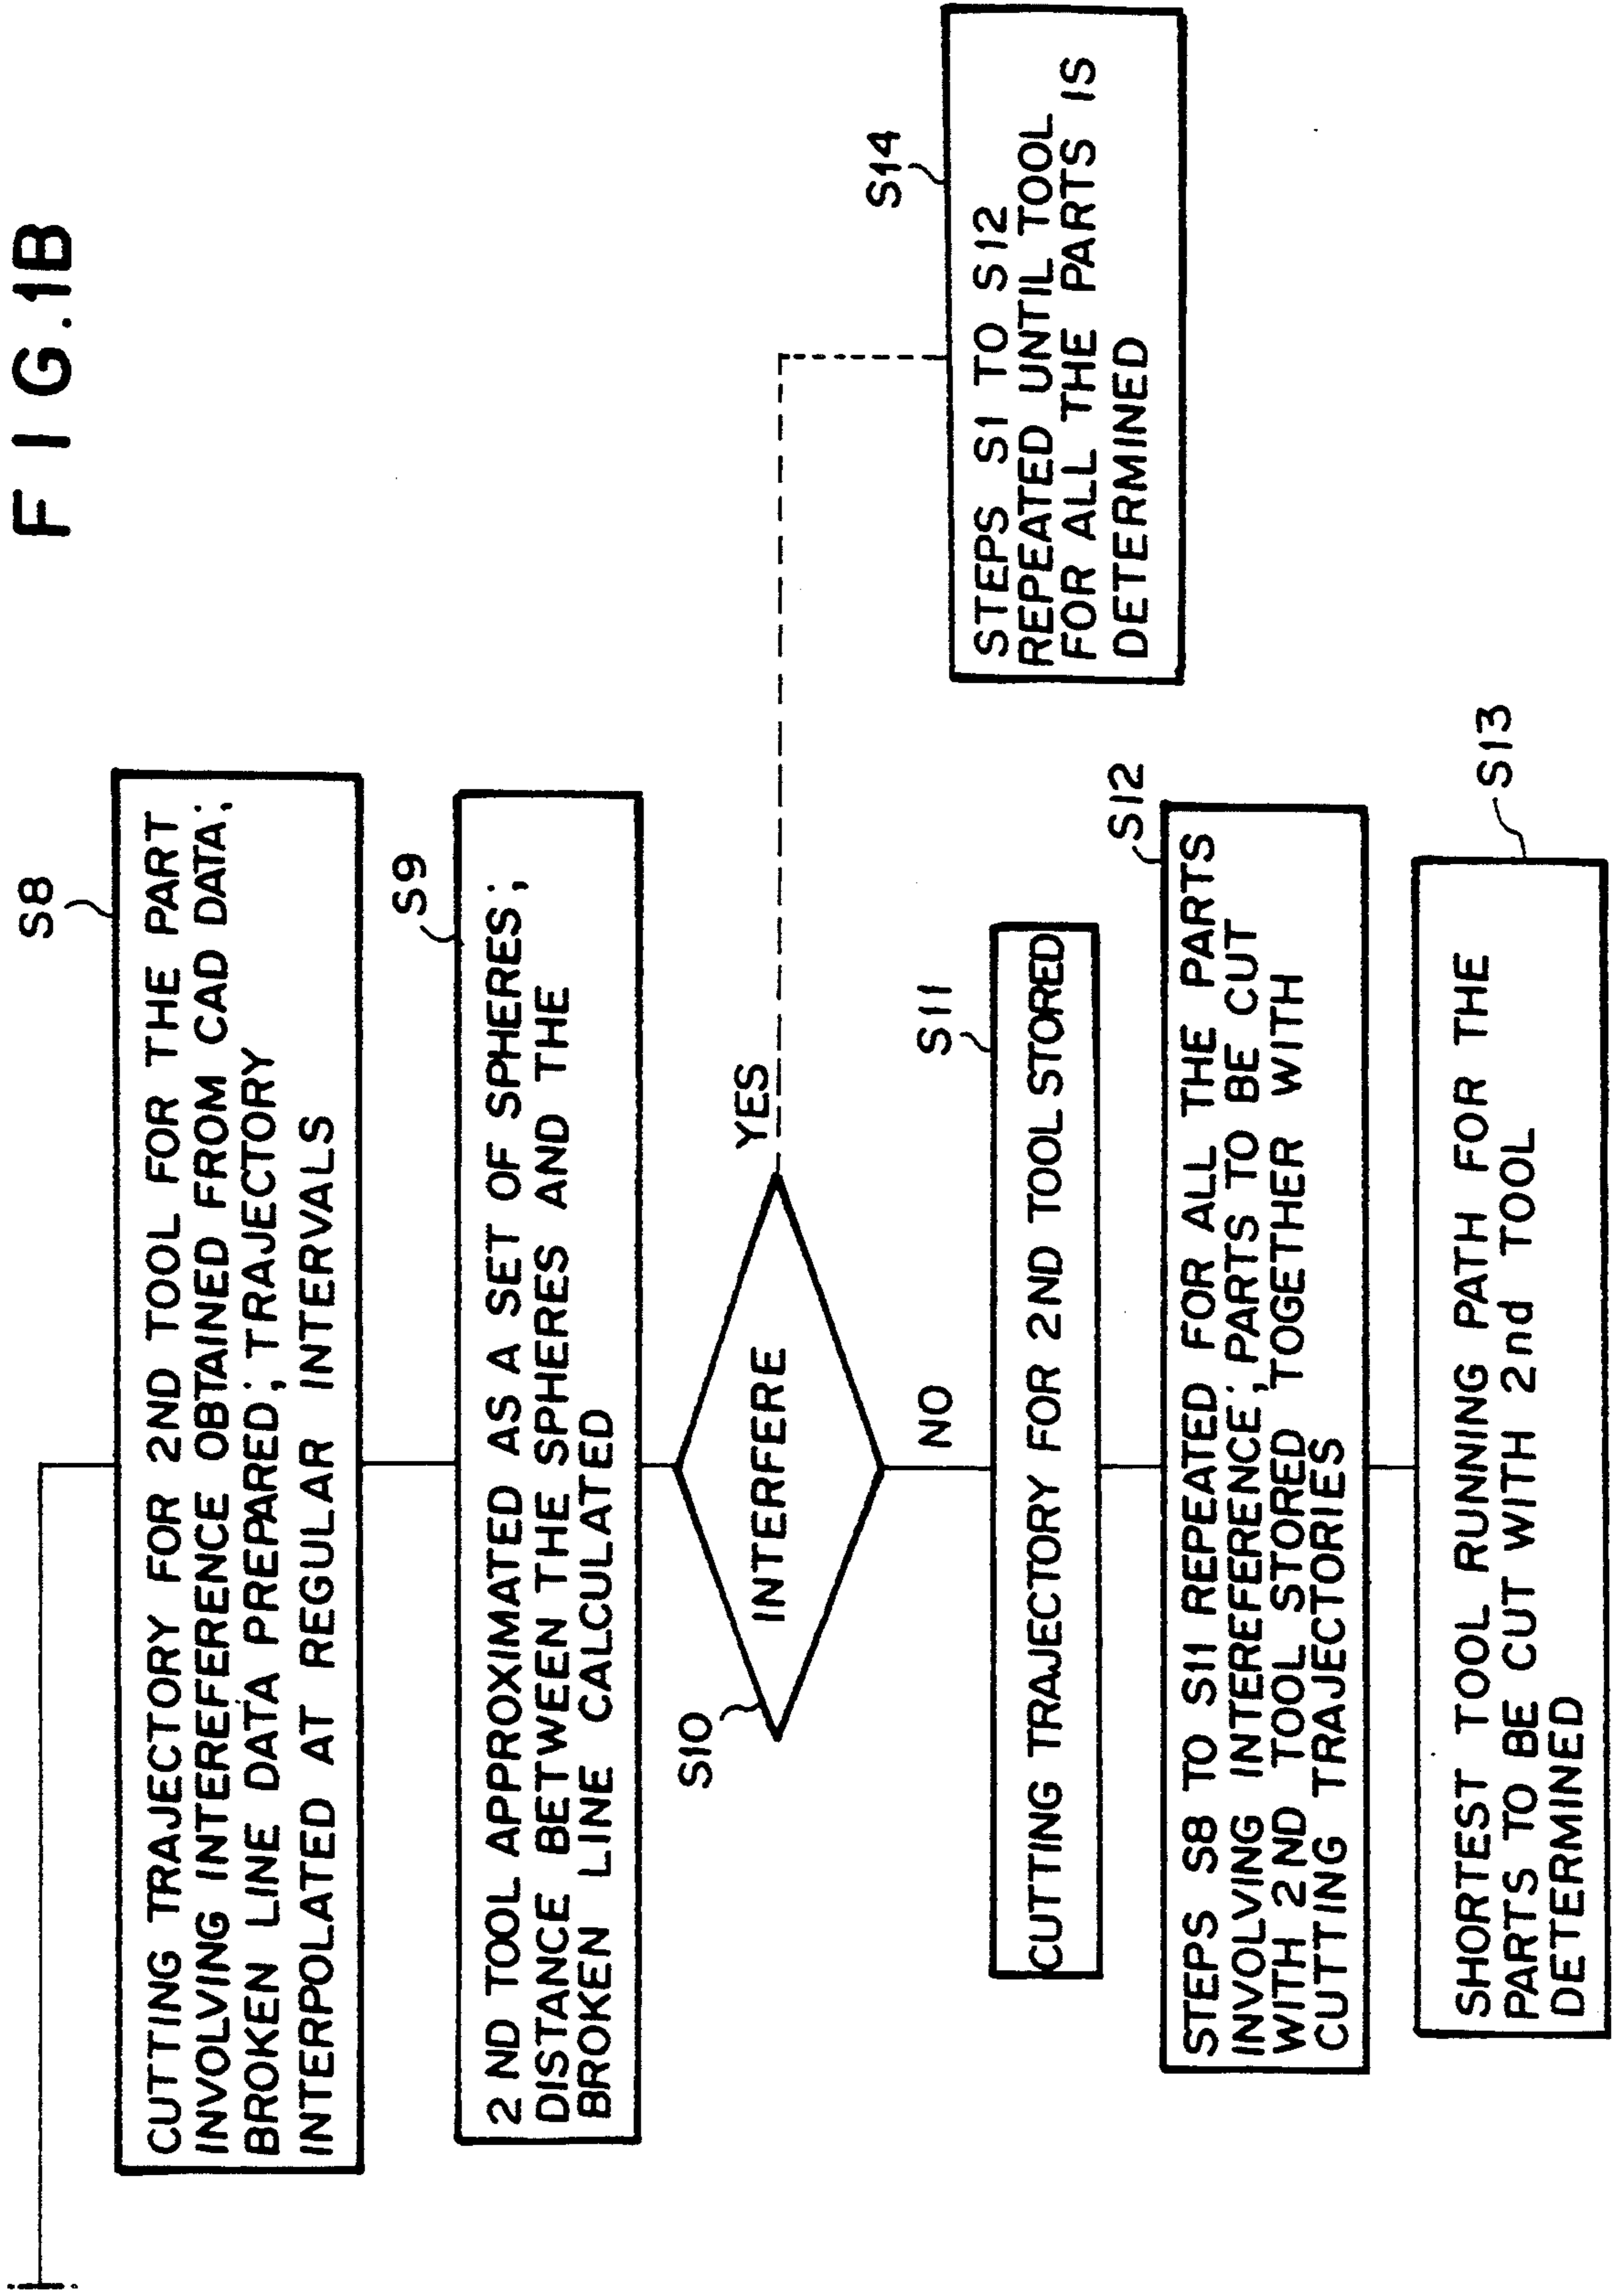 FIG.1B
S8
CUTTING TRAJECTORY FOR 2ND TOOL FOR THE PART
INVOLVING INTEREFERENCE OBTAINED FROM CAD DATA;
BROKEN LINE DATA PREPARED; TRAJECTORY
INTERPOLATED AT REGULAR INTERVALS
S9
2 ND TOOL APPROXIMATED AS A SET OF SPHERES;
DISTANCE BETWEEN THE SPHERES AND THE
BROKEN LINE CALCULATED
S10
INTERFERE
YES
NO
S11
CUTTING TRAJECTORY FOR 2ND TOOL STORED
S12
STEPS S8 TO S11 REPEATED FOR ALL THE PARTS
INVOLVING INTEREFERENCE; PARTS TO BE CUT
WITH 2 ND TOOL STORED TOGETHER WITH
CUTTING TRAJECTORIES
S13
SHORTEST TOOL RUNNING PATH FOR THE
PARTS TO BE CUT WITH 2nd TOOL
DETERMINED
S14
STEPS S1 TO S12
REPEATED UNTIL TOOL
FOR ALL THE PARTS IS
DETERMINED